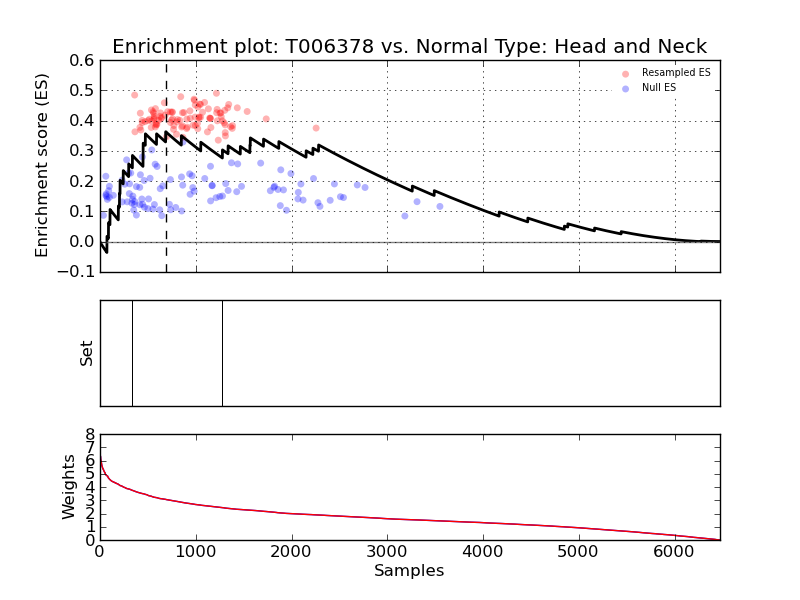 Enrichment plot: T006378 vs. Normal Type: Head and Neck
Enrichment score (ES)
0.6
0.5
0.4
0.3
0.2
0.1
0.0
−0.1
Resampled ES
Null ES
Set
Weights
8
7
6
5
4
3
2
1
0
0 1000 2000 3000 4000 5000 6000
Samples